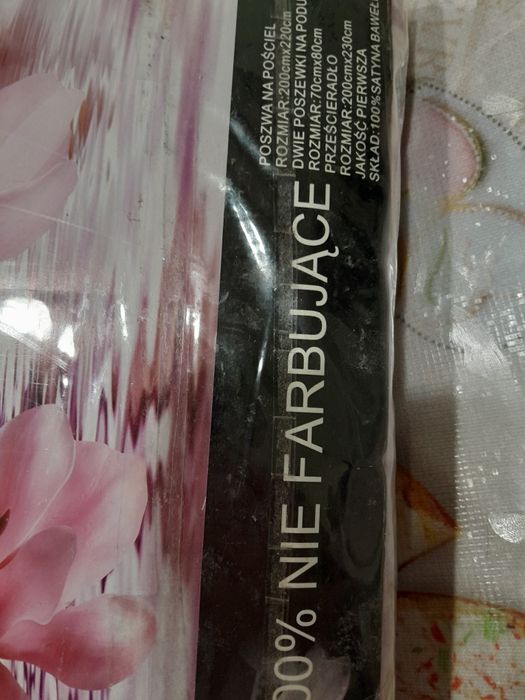 POSZWA NA POŚCIEL
ROZMIAR:200cmx220cm
DWIE POSZEWKI NA PODU
ROZMIAR:70cmx80cm
PRZEŚCIERADŁO
ROZMIAR:200cmx230cm
JAKOŚĆ PIERWSZA
SKŁAD:100%SATYNA BAWEŁ
00% NIE FARBUJĄCE